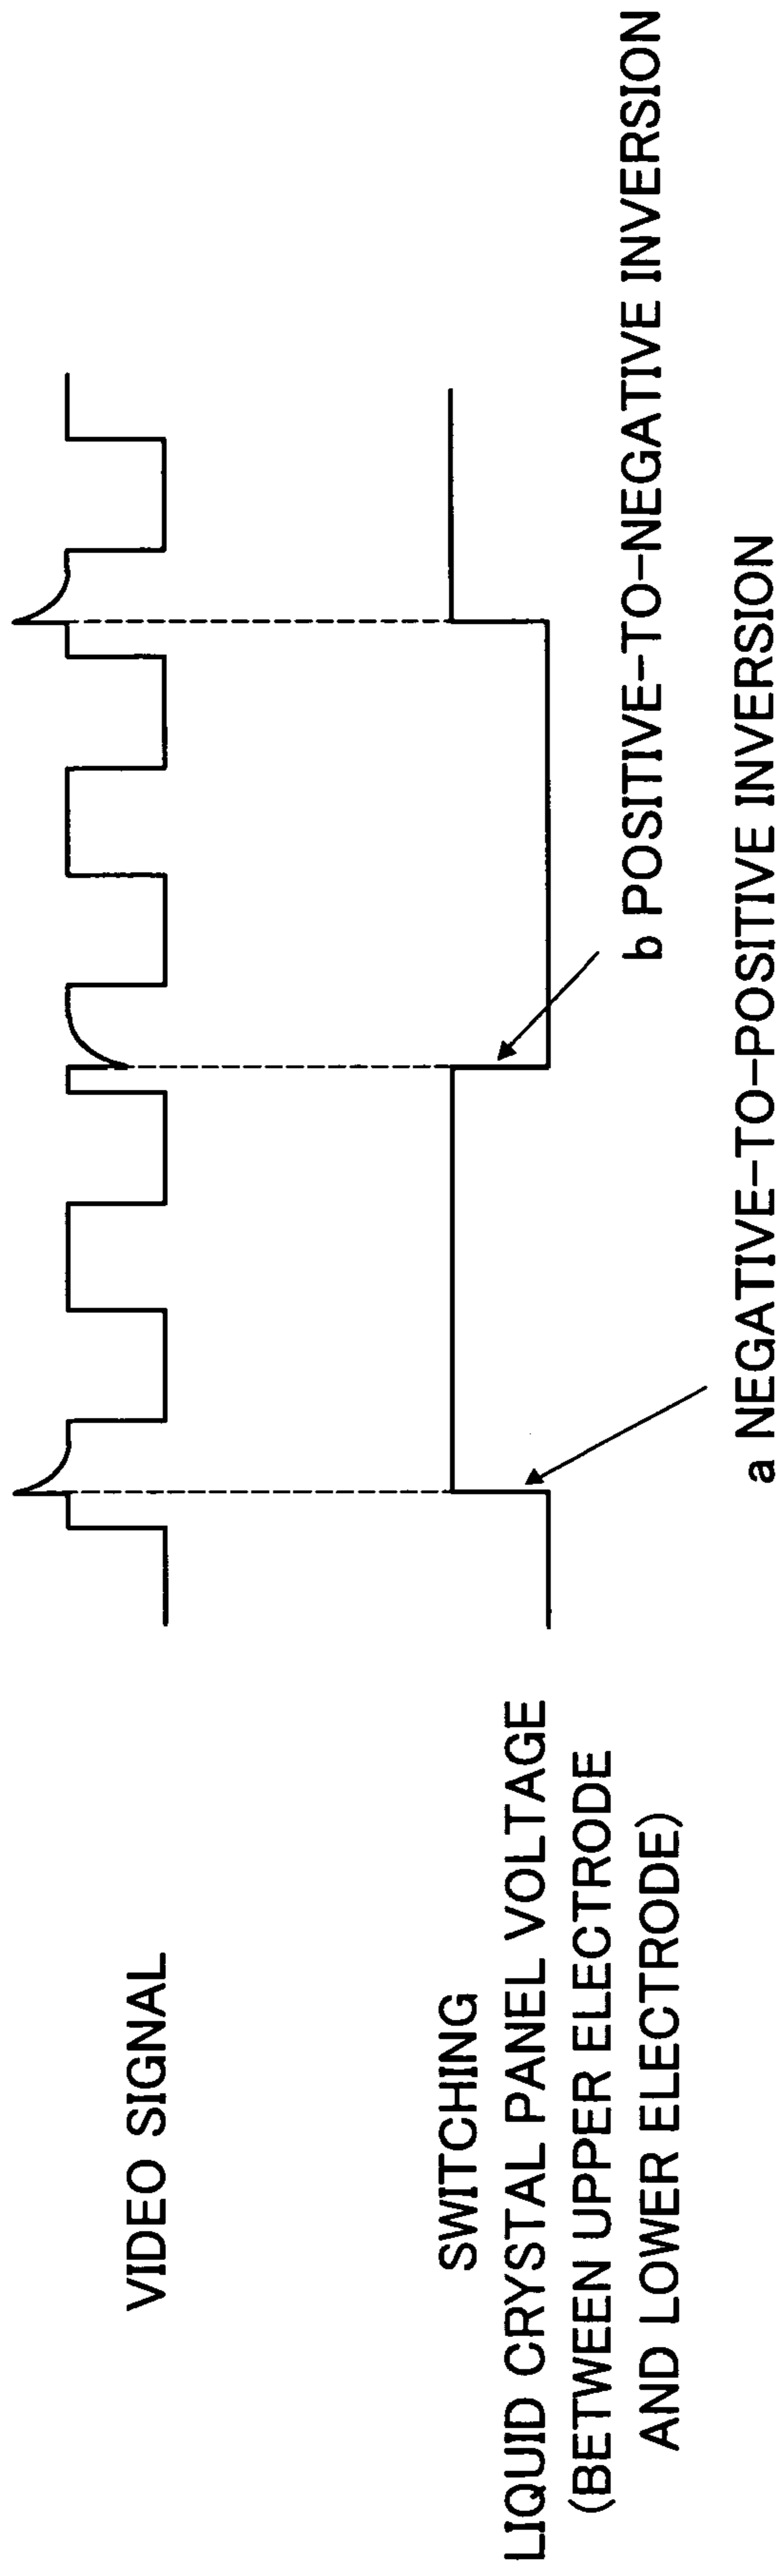 VIDEO SIGNAL
SWITCHING
LIQUID CRYSTAL PANEL VOLTAGE
(BETWEEN UPPER ELECTRODE
AND LOWER ELECTRODE)
b POSITIVE-TO-NEGATIVE INVERSION
a NEGATIVE-TO-POSITIVE INVERSION